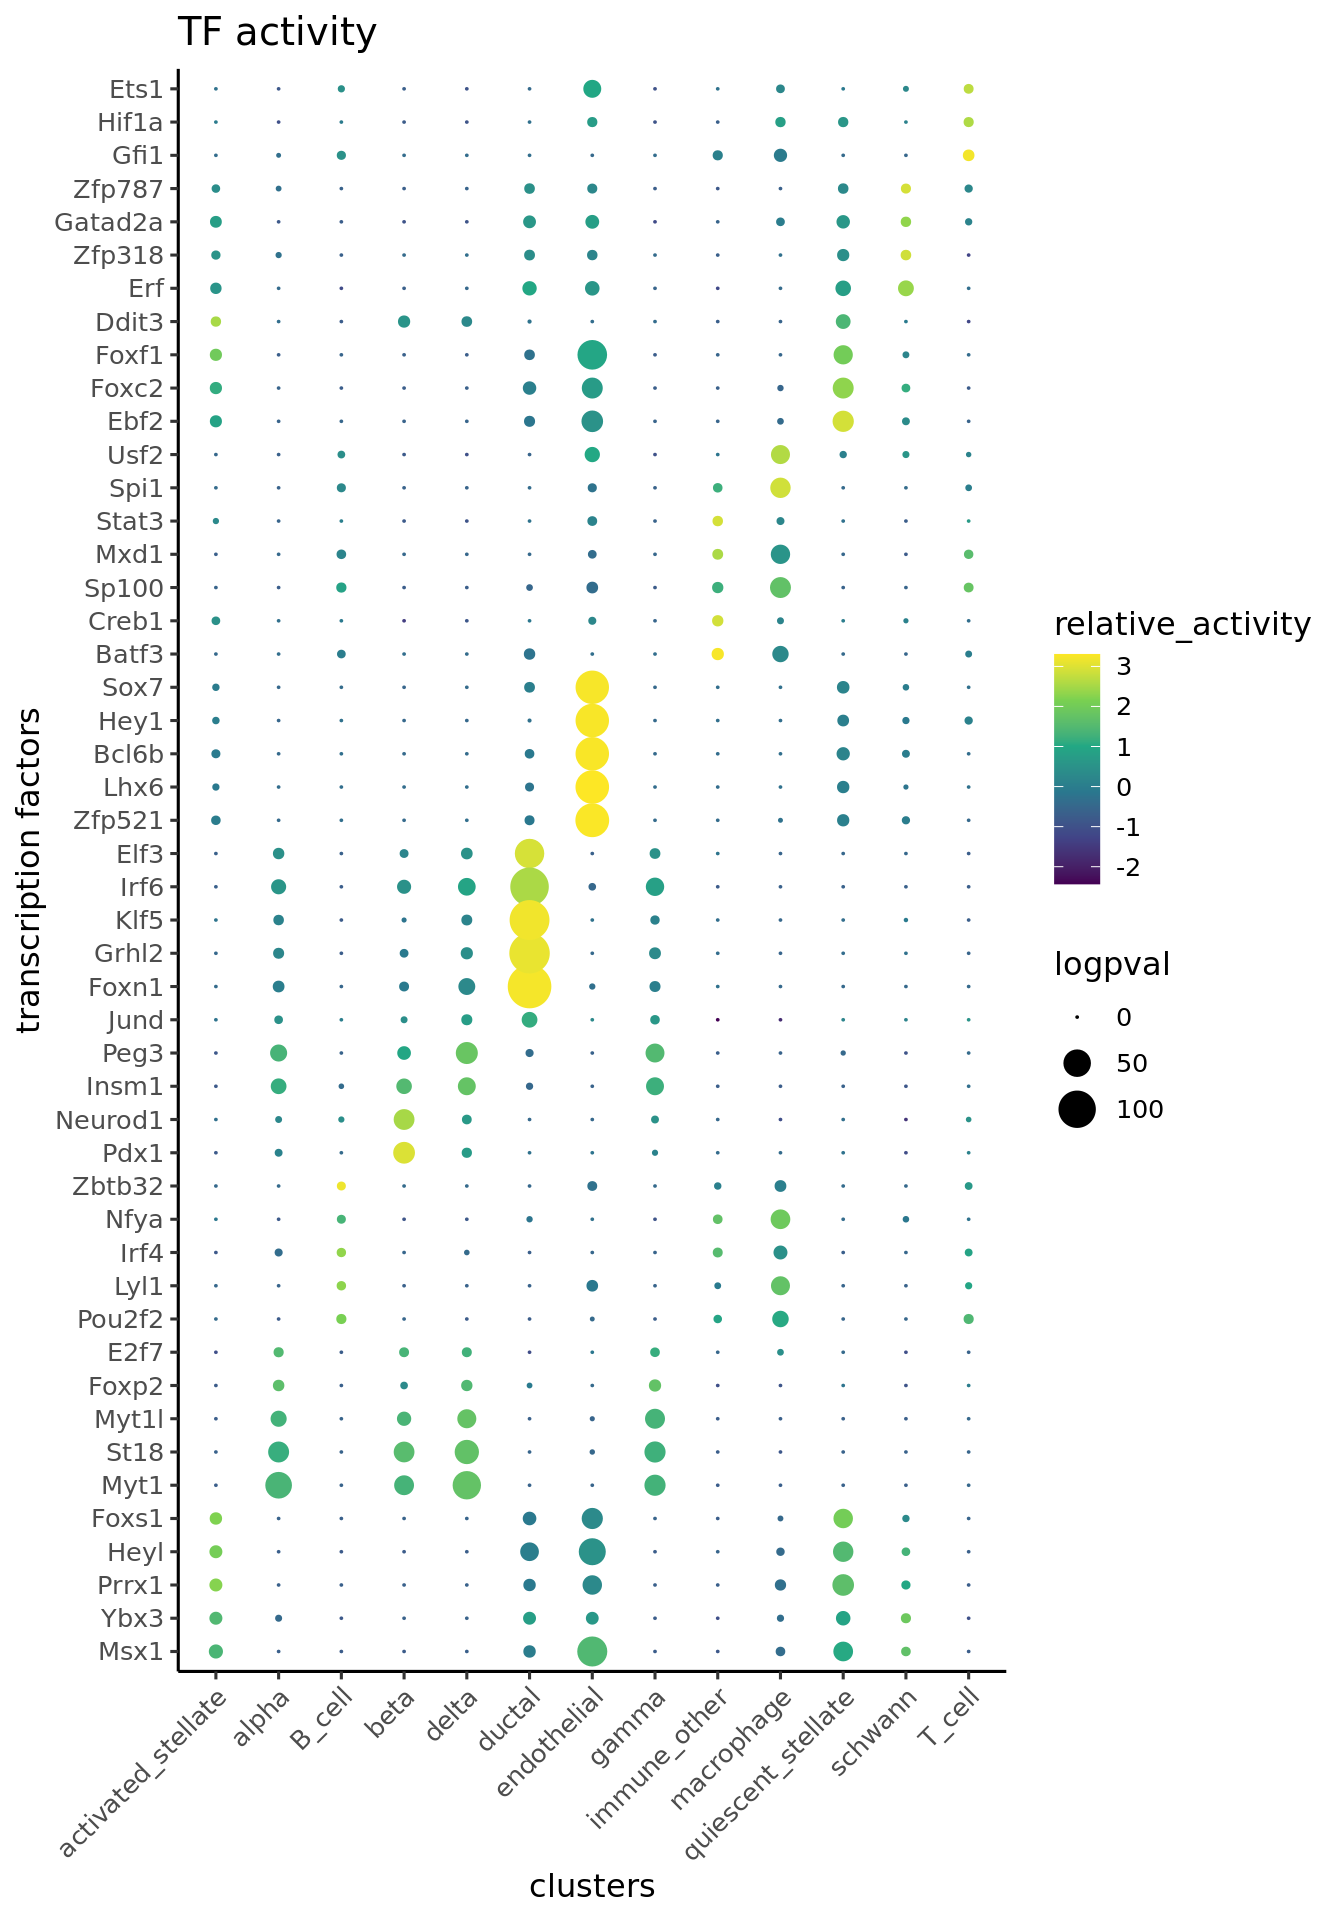 TF activity
transcription factors
Ets1
Hif1a
Gfi1
Zfp787
Gatad2a
Zfp318
Erf
Ddit3
Foxf1
Foxc2
Ebf2
Usf2
Spi1
Stat3
Mxd1
Sp100
Creb1
Batf3
Sox7
Hey1
Bcl6b
Lhx6
Zfp521
Elf3
Irf6
Klf5
Grhl2
Foxn1
Jund
Peg3
Insm1
Neurod1
Pdx1
Zbtb32
Nfya
Irf4
Lyl1
Pou2f2
E2f7
Foxp2
Myt1l
St18
Myt1
Foxs1
Heyl
Prrx1
Ybx3
Msx1
activated_stellate
alpha
B_cell
beta
delta
ductal
endothelial
gamma
immune_other
macrophage
quiescent_stellate
schwann
T_cell
clusters
relative_activity
3
2
1
0
-1
-2
logpval
0
50
100